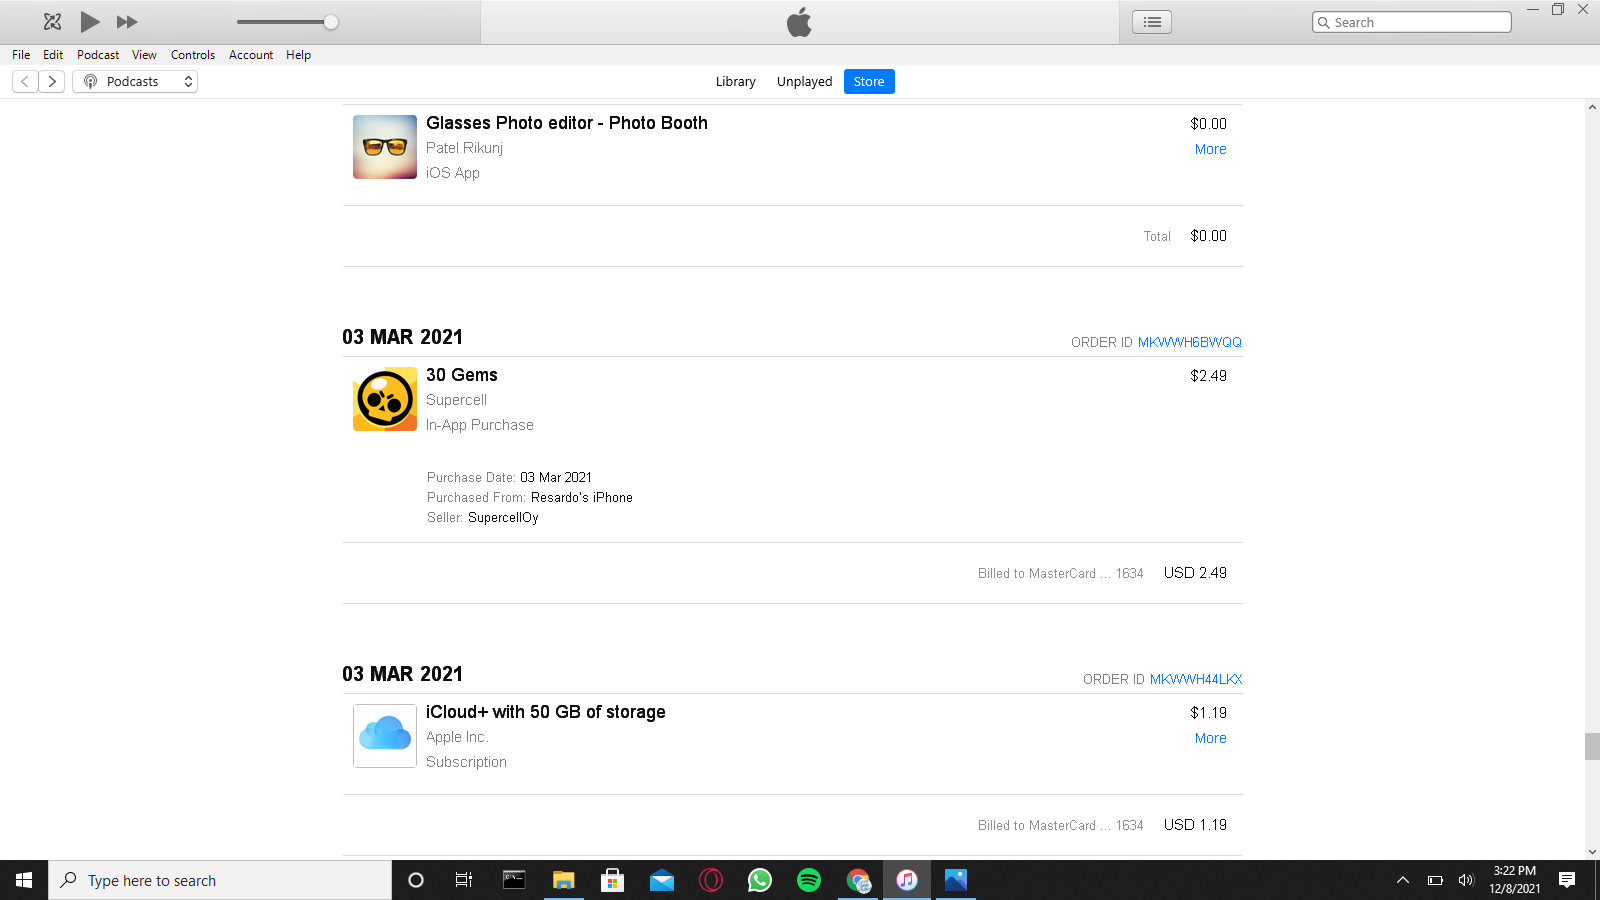 Search
File Edit Podcast View Controls Account Help
Podcasts Library Unplayed Store
Glasses Photo editor - Photo Booth $0.00
Patel Rikunj More
iOS App
Total $0.00
03 MAR 2021 ORDER ID MKWWH6BWQQ
30 Gems $2.49
Supercell
In-App Purchase
Purchase Date: 03 Mar 2021
Purchased From: Resardo's iPhone
Seller: SupercellOy
Billed to MasterCard ... 1634 USD 2.49
03 MAR 2021 ORDER ID MKWWH44LKX
iCloud+ with 50 GB of storage $1.19
Apple Inc. More
Subscription
Billed to MasterCard ... 1634 USD 1.19
Type here to search
3:22 PM
12/8/2021